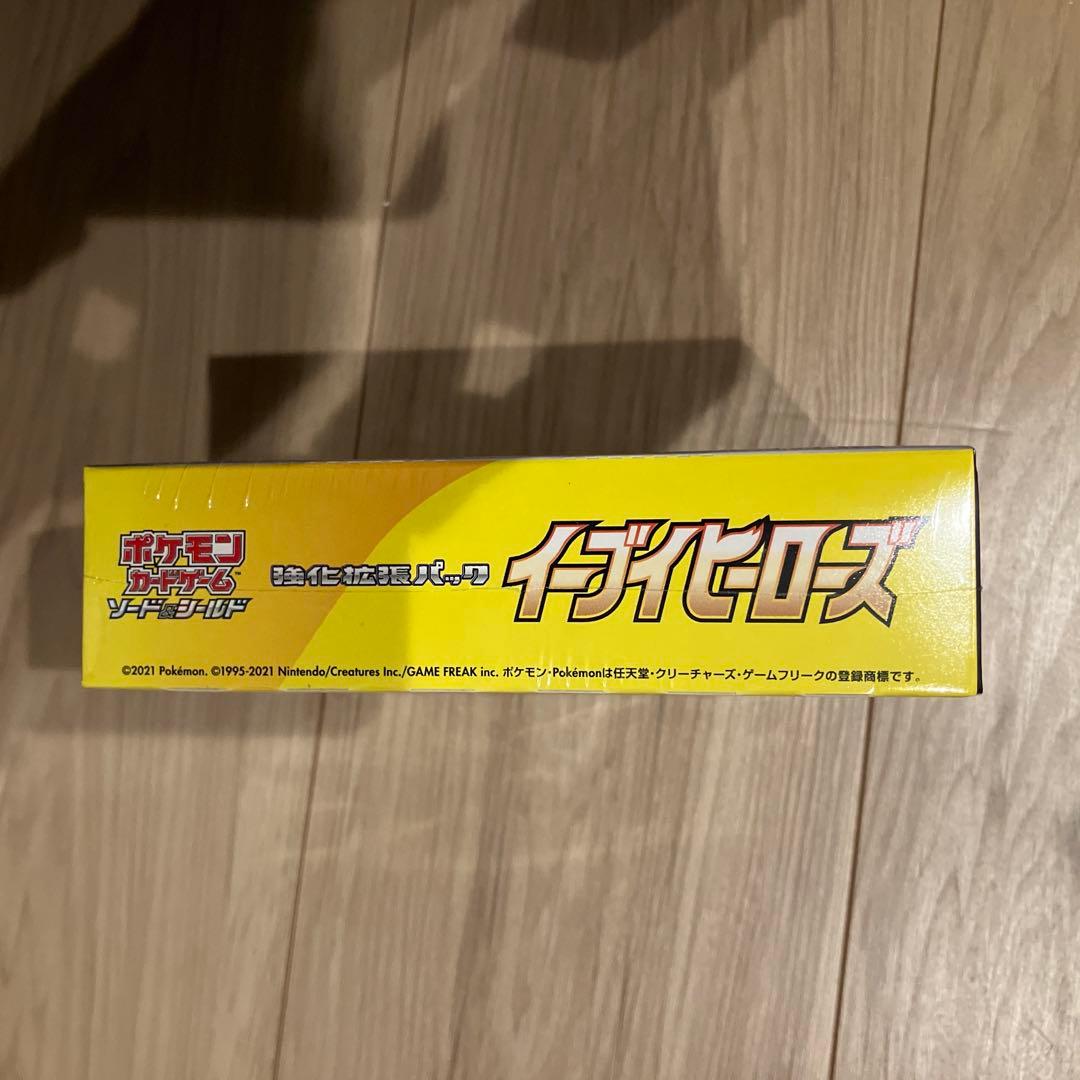 ポケモン
カードゲーム™
ソード&シールド
強化拡張パック
イーブイヒーローズ
©2021 Pokémon. ©1995-2021 Nintendo/Creatures Inc./GAME FREAK inc. ポケモン・Pokémonは任天堂・クリーチャーズ・ゲームフリークの登録商標です。